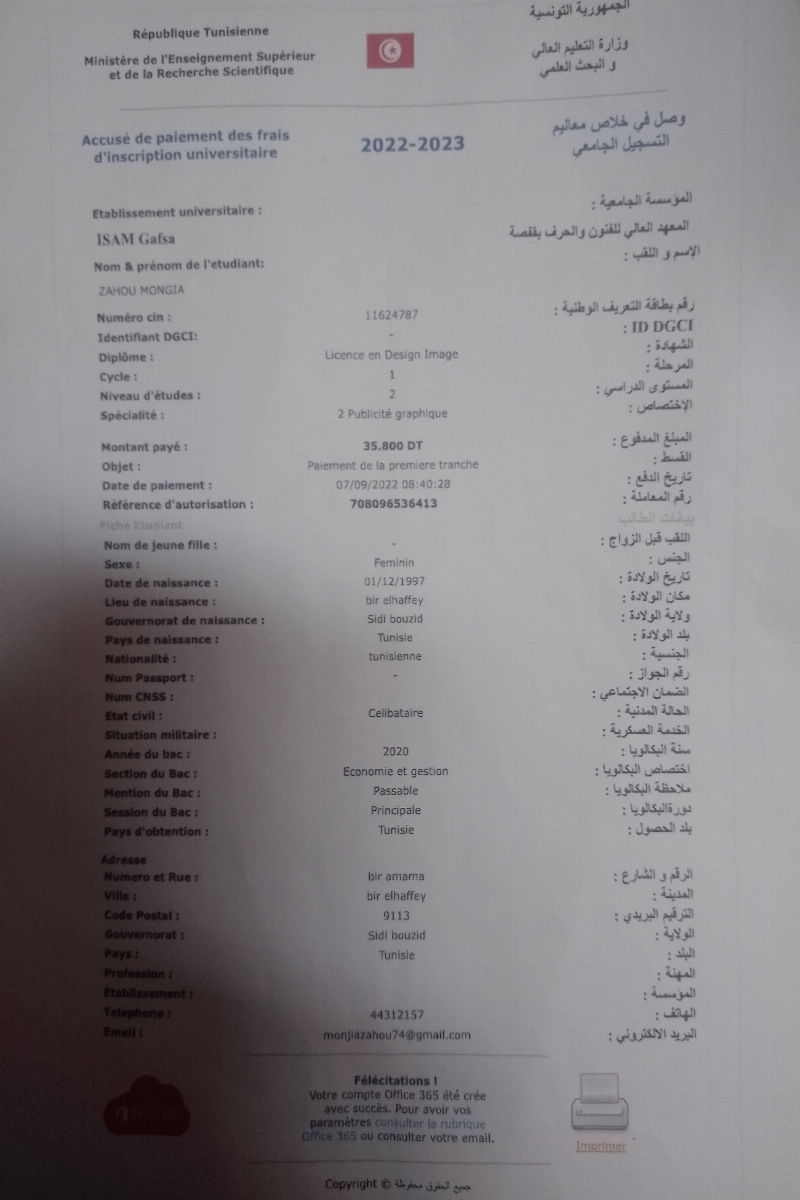 République Tunisienne
الجمهورية التونسية
Ministère de l'Enseignement Supérieur
et de la Recherche Scientifique
وزارة التعليم العالي
و البحث العلمي
Accusé de paiement des frais
d'inscription universitaire
2022-2023
وصل في خلاص معاليم
التسجيل الجامعي
Etablissement universitaire :
المؤسسة الجامعية :
ISAM Gafsa
المعهد العالي للفنون والحرف بقفصة
Nom & prénom de l'etudiant:
الإسم و اللقب :
ZAHOU MONGIA
Numéro cin : 11624787 رقم بطاقة التعريف الوطنية :
Identifiant DGCI: - ID DGCI :
Diplôme : Licence en Design Image الشهادة :
Cycle : 1 المرحلة :
Niveau d'études : 2 المستوى الدراسي :
Spécialité : 2 Publicité graphique الإختصاص :
Montant payé : 35.800 DT المبلغ المدفوع :
Objet : Paiement de la premiere tranche القسط :
Date de paiement : 07/09/2022 08:40:28 تاريخ الدفع :
Référence d'autorisation : 708096536413 رقم المعاملة :
Fiche Etudiant بيانات الطالب
Nom de jeune fille : - اللقب قبل الزواج :
Sexe : Feminin الجنس :
Date de naissance : 01/12/1997 تاريخ الولادة :
Lieu de naissance : bir elhaffey مكان الولادة :
Gouvernorat de naissance : Sidi bouzid ولاية الولادة :
Pays de naissance : Tunisie بلد الولادة :
Nationalité : tunisienne الجنسية :
Num Passport : - رقم الجواز :
Num CNSS : الضمان الاجتماعي :
Etat civil : Celibataire الحالة المدنية :
Situation militaire : الخدمة العسكرية :
Année du bac : 2020 سنة البكالويا :
Section du Bac : Economie et gestion اختصاص البكالويا :
Mention du Bac : Passable ملاحظة البكالويا :
Session du Bac : Principale دورةالبكالويا :
Pays d'obtention : Tunisie بلد الحصول :
Adresse
Numero et Rue : bir amama الرقم و الشارع :
Ville : bir elhaffey المدينة :
Code Postal : 9113 الترقيم البريدي :
Gouvernorat : Sidi bouzid الولاية :
Pays : Tunisie البلد :
Profession : المهنة :
Etablissement : المؤسسة :
Telephone : 44312157 الهاتف :
Email : monjiazahou74@gmail.com البريد الالكتروني :
Félécitations !
Votre compte Office 365 été crée
avec succès. Pour avoir vos
paramètres consulter la rubrique
Office 365 ou consulter votre email.
Imprimer
Copyright © جميع الحقوق محفوظة